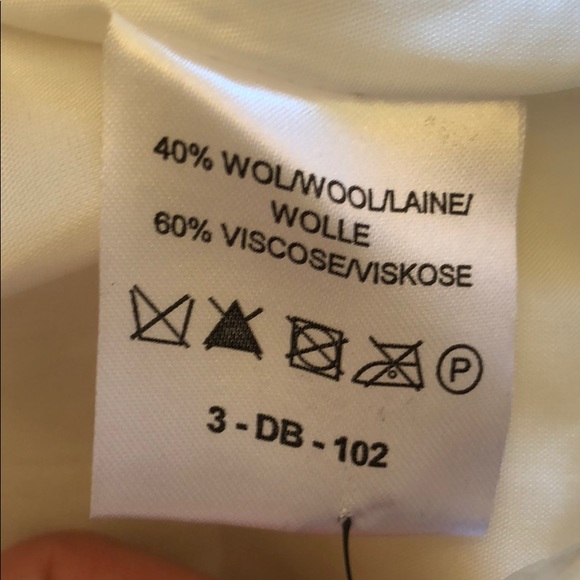 40% WOL/WOOL/LAINE/
WOLLE
60% VISCOSE/VISKOSE
P
3 - DB - 102